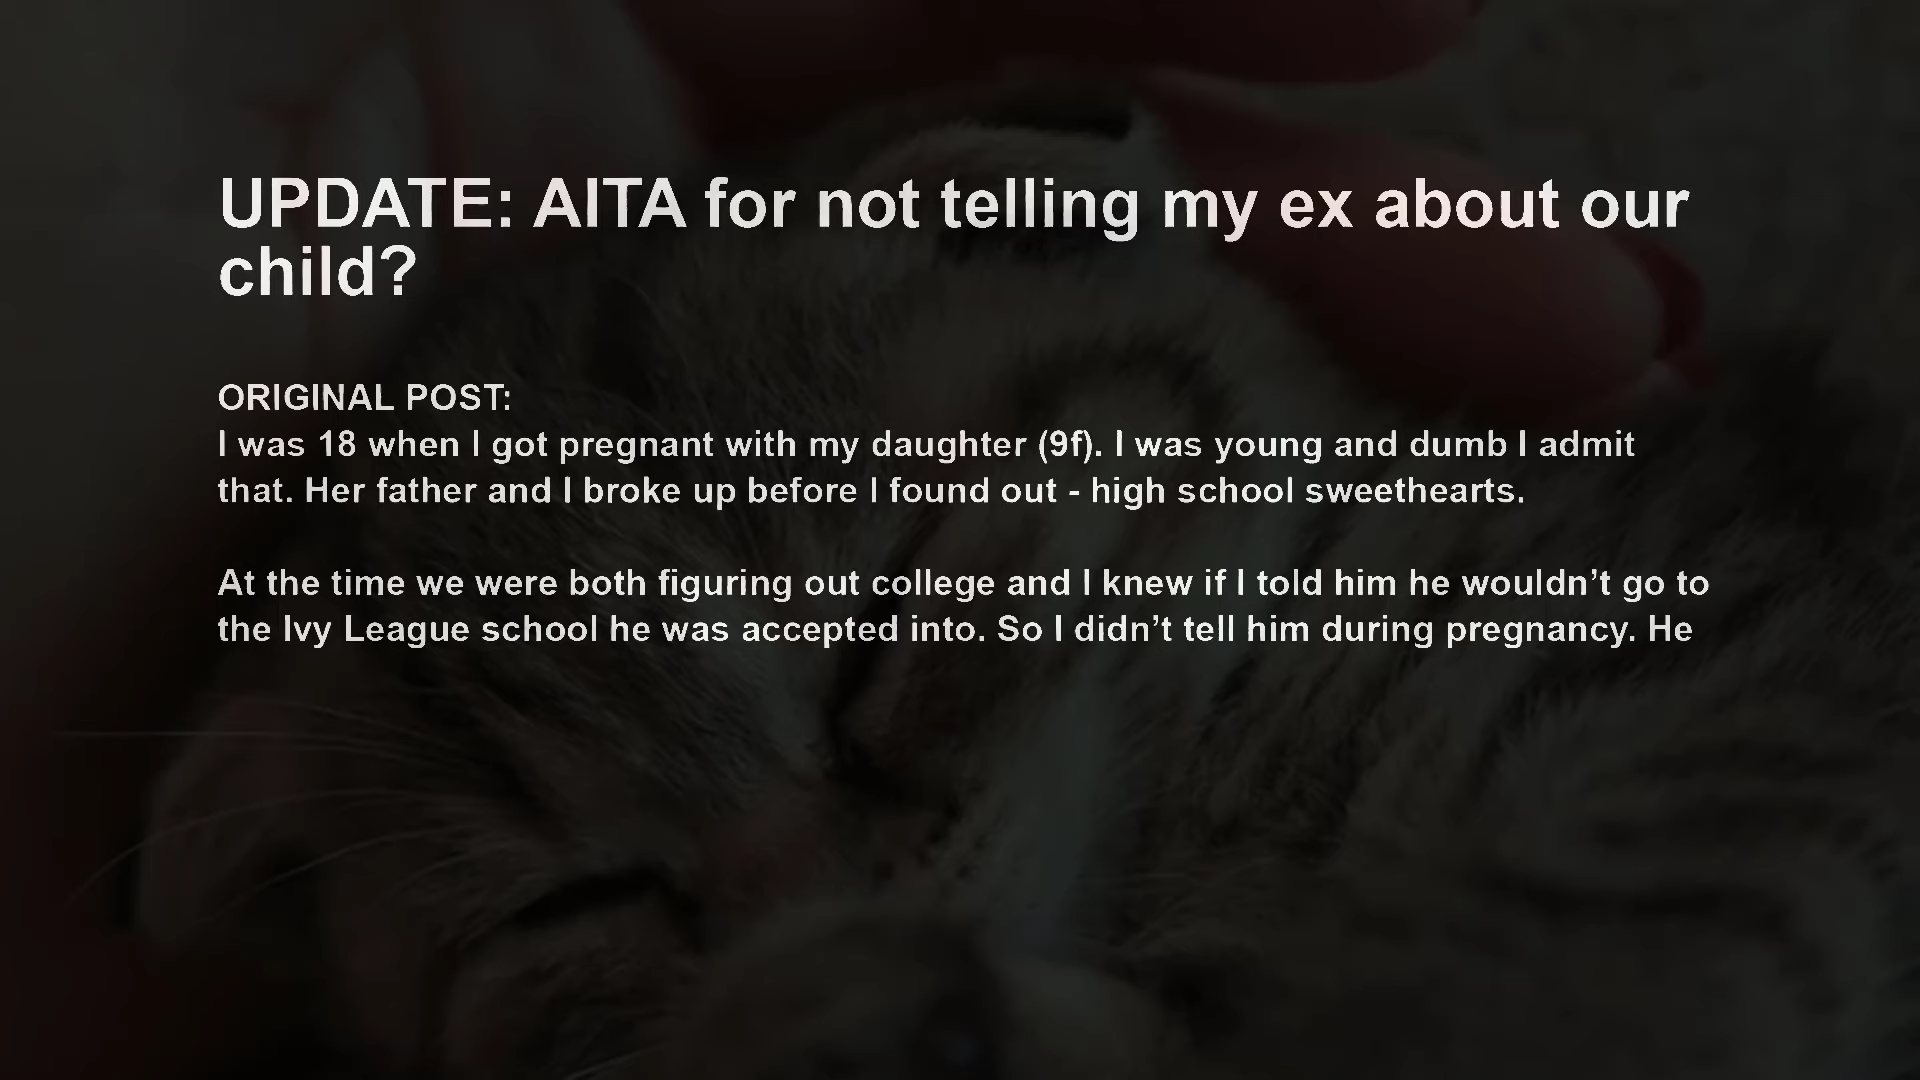 UPDATE: AITA for not telling my ex about our
child?
ORIGINAL POST:
I was 18 when I got pregnant with my daughter (9f). I was young and dumb I admit
that. Her father and I broke up before I found out - high school sweethearts.
At the time we were both figuring out college and I knew if I told him he wouldn’t go to
the Ivy League school he was accepted into. So I didn’t tell him during pregnancy. He